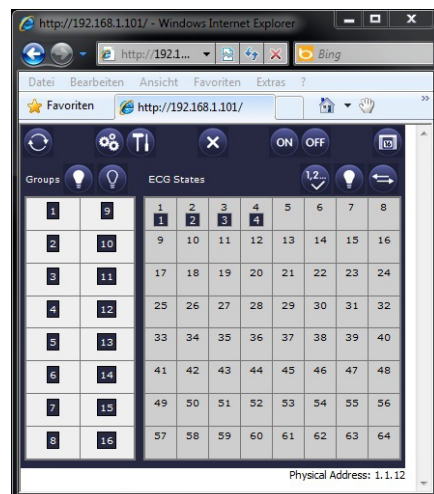 http://192.168.1.101/ - Windows Internet Explorer
http://192.1... Bing
Datei Bearbeiten Ansicht Favoriten Extras ?
Favoriten http://192.168.1.101/ »
ON OFF
Groups ECG States 1,2...
1 9 1 2 3 4 5 6 7 8
1 2 3 4
2 10 9 10 11 12 13 14 15 16
3 11 17 18 19 20 21 22 23 24
4 12 25 26 27 28 29 30 31 32
5 13 33 34 35 36 37 38 39 40
6 14 41 42 43 44 45 46 47 48
7 15 49 50 51 52 53 54 55 56
8 16 57 58 59 60 61 62 63 64
Physical Address: 1.1.12